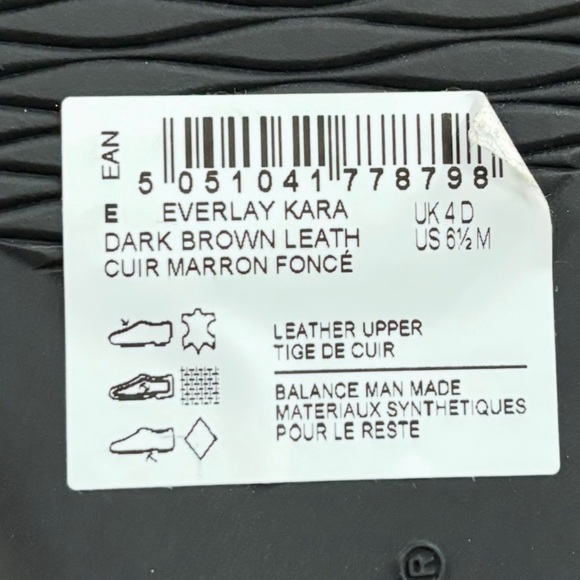 EAN
5 051041 778798
E EVERLAY KARA UK 4 D
DARK BROWN LEATH US 6½ M
CUIR MARRON FONCÉ
LEATHER UPPER
TIGE DE CUIR
BALANCE MAN MADE
MATERIAUX SYNTHETIQUES
POUR LE RESTE
®